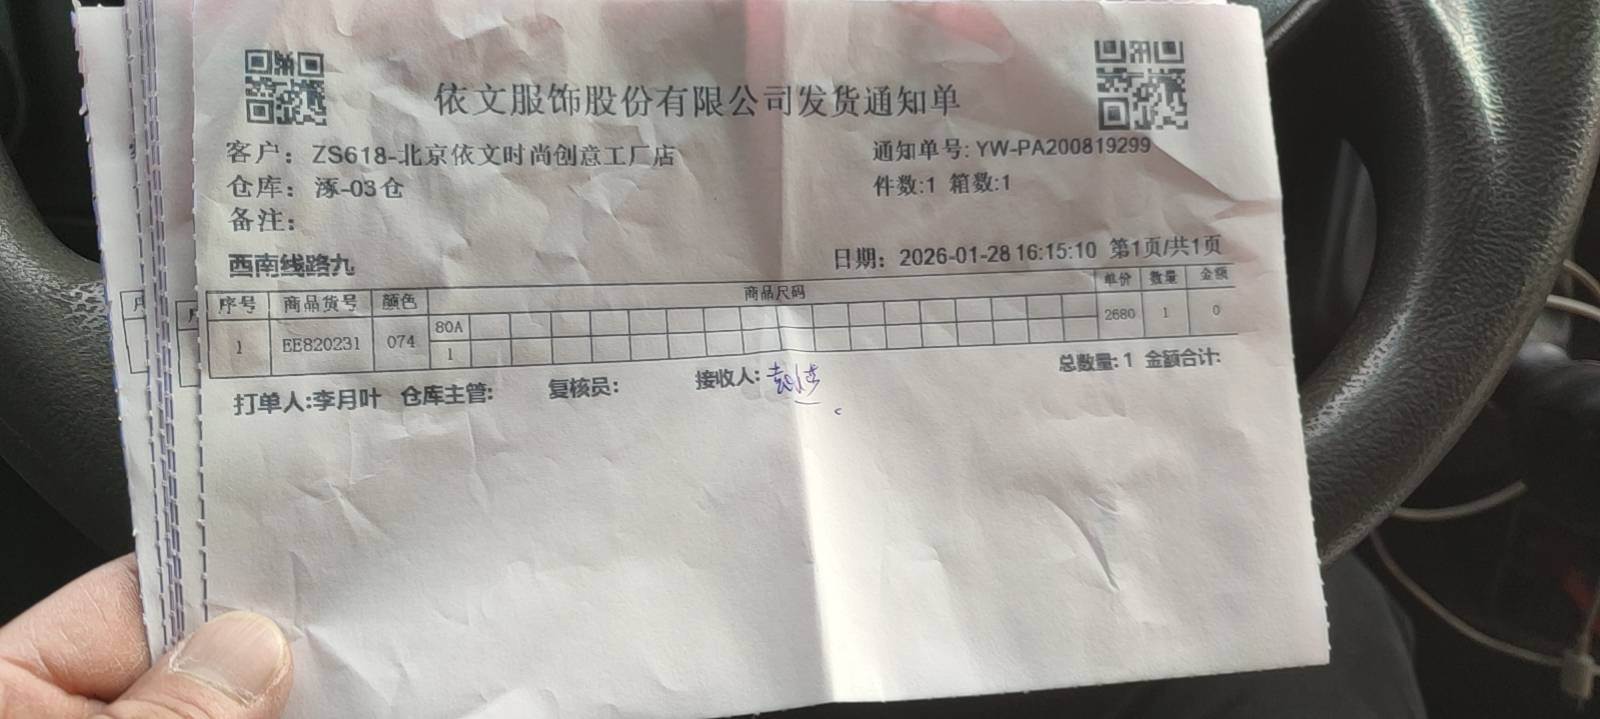 依文服饰股份有限公司发货通知单
客户：ZS618-北京依文时尚创意工厂店
通知单号: YW-PA200819299
仓库：涿-03仓
件数:1 箱数:1
备注：
西南线路九
日期：2026-01-28 16:15:10 第1页/共1页
序号 商品货号 颜色 商品尺码 单价 数量 金额
1 EE820231 074 80A 2680 1 0
1
打单人:李月叶 仓库主管: 复核员: 接收人: 总数量: 1 金额合计: